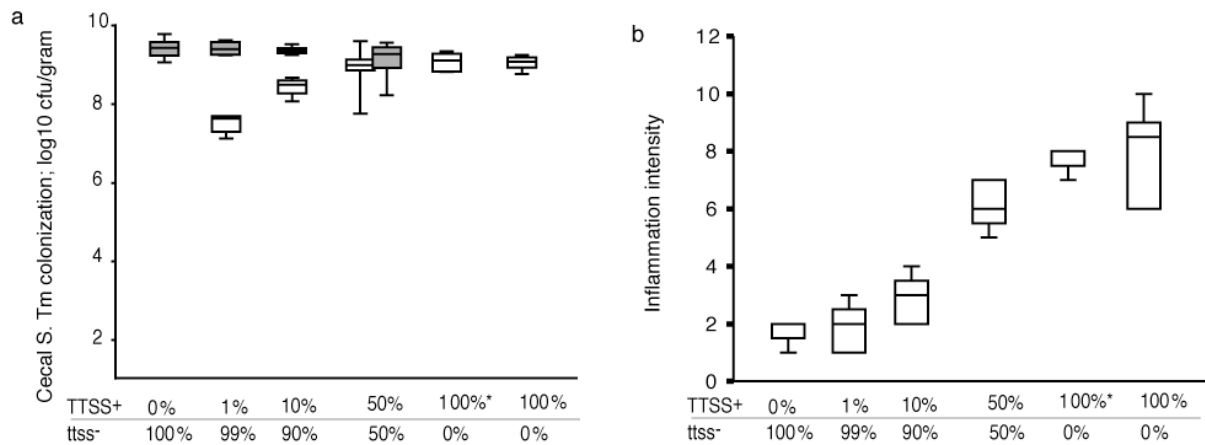 a
Cecal S. Tm colonization; log10 cfu/gram
10
8
6
4
2
TTSS+ 0% 1% 10% 50% 100%* 100%
ttss- 100% 99% 90% 50% 0% 0%
b
Inflammation intensity
12
10
8
6
4
2
0
TTSS+ 0% 1% 10% 50% 100%* 100%
ttss- 100% 99% 90% 50% 0% 0%